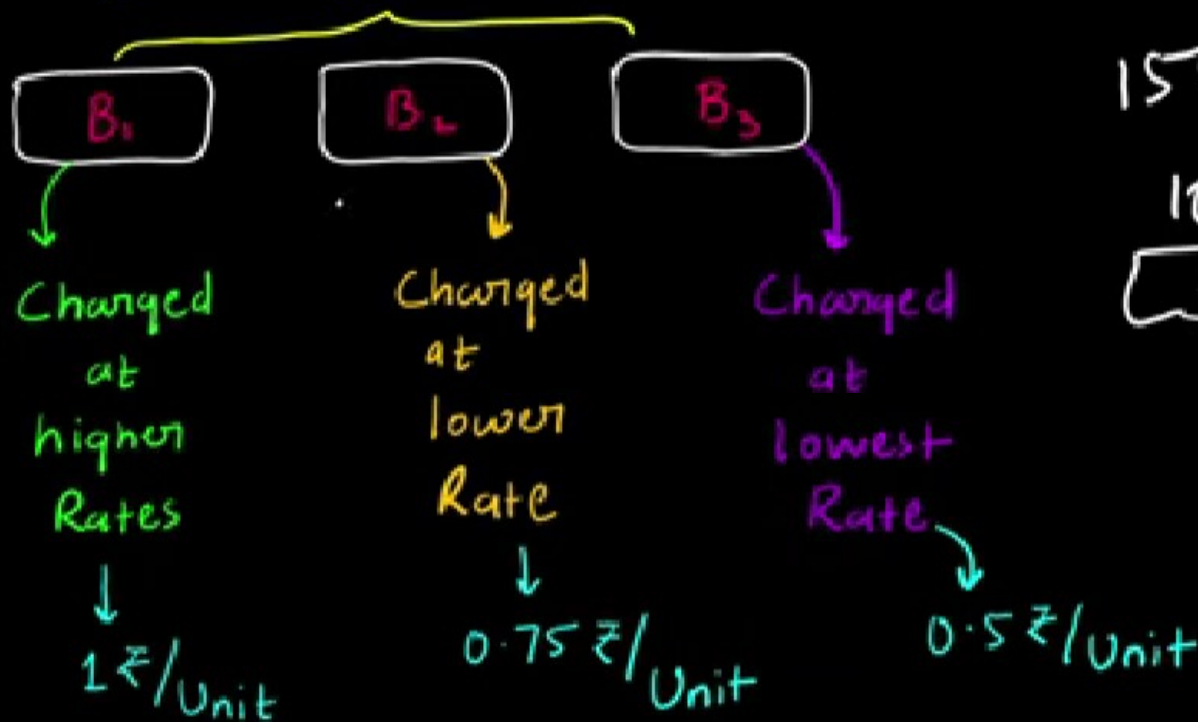 B₁
B₂
B₃
15
Charged
at
higher
Rates
1 ₹/Unit
Charged
at
lower
Rate
0.75 ₹/Unit
Charged
at
lowest
Rate
0.5 ₹/Unit